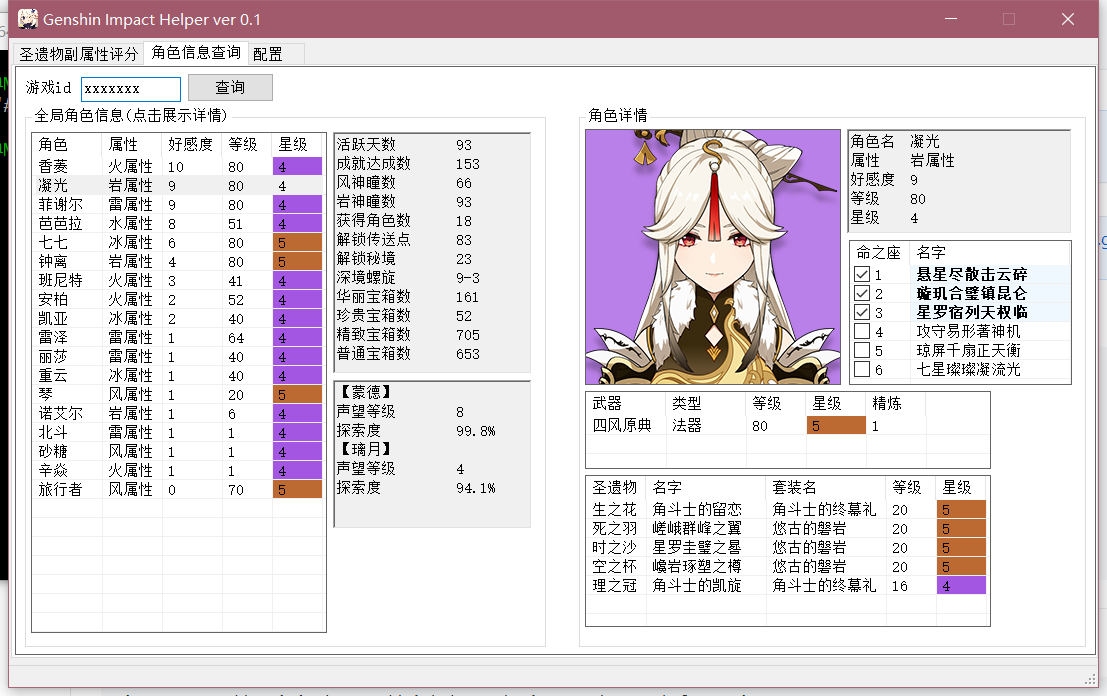 Genshin Impact Helper ver 0.1
圣遗物副属性评分 角色信息查询 配置
游戏id xxxxxxx 查询
全局角色信息(点击展示详情)
角色 属性 好感度 等级 星级
香菱 火属性 10 80 4
凝光 岩属性 9 80 4
菲谢尔 雷属性 9 80 4
芭芭拉 水属性 8 51 4
七七 冰属性 6 80 5
钟离 岩属性 4 80 5
班尼特 火属性 3 41 4
安柏 火属性 2 52 4
凯亚 冰属性 2 40 4
雷泽 雷属性 1 64 4
丽莎 雷属性 1 40 4
重云 冰属性 1 40 4
琴 风属性 1 20 5
诺艾尔 岩属性 1 6 4
北斗 雷属性 1 1 4
砂糖 风属性 1 1 4
辛焱 火属性 1 1 4
旅行者 风属性 0 70 5
活跃天数 93
成就达成数 153
风神瞳数 66
岩神瞳数 93
获得角色数 18
解锁传送点 83
解锁秘境 23
深境螺旋 9-3
华丽宝箱数 161
珍贵宝箱数 52
精致宝箱数 705
普通宝箱数 653
【蒙德】
声望等级 8
探索度 99.8%
【璃月】
声望等级 4
探索度 94.1%
角色详情
角色名 凝光
属性 岩属性
好感度 9
等级 80
星级 4
命之座 名字
1 悬星尽散击云碎
2 璇玑合璧镇昆仑
3 星罗宿列天权临
4 攻守易形著神机
5 琼屏千扇正天衡
6 七星璨璨凝流光
武器 类型 等级 星级 精炼
四风原典 法器 80 5 1
圣遗物 名字 套装名 等级 星级
生之花 角斗士的留恋 角斗士的终幕礼 20 5
死之羽 嵯峨群峰之翼 悠古的磐岩 20 5
时之沙 星罗圭璧之晷 悠古的磐岩 20 5
空之杯 巉岩琢塑之樽 悠古的磐岩 20 5
理之冠 角斗士的凯旋 角斗士的终幕礼 16 4